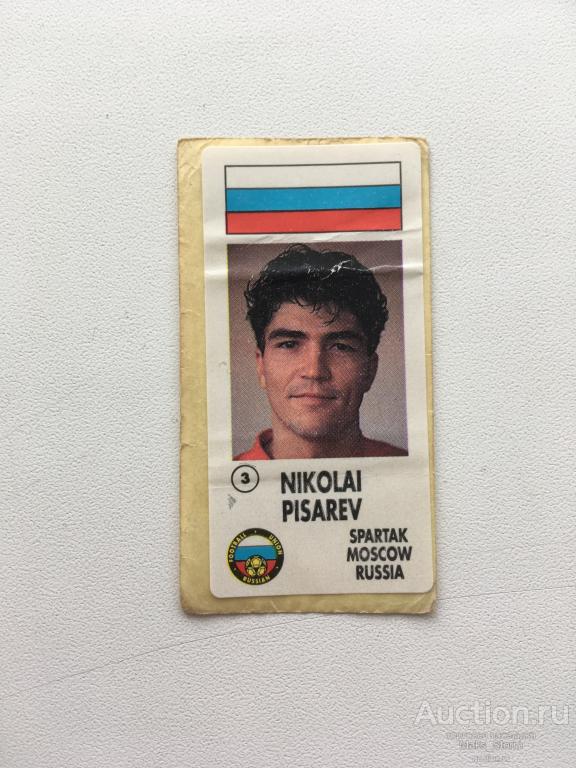 3
NIKOLAI
PISAREV
FOOTBALL UNION
RUSSIAN
SPARTAK
MOSCOW
RUSSIA
Auction.ru